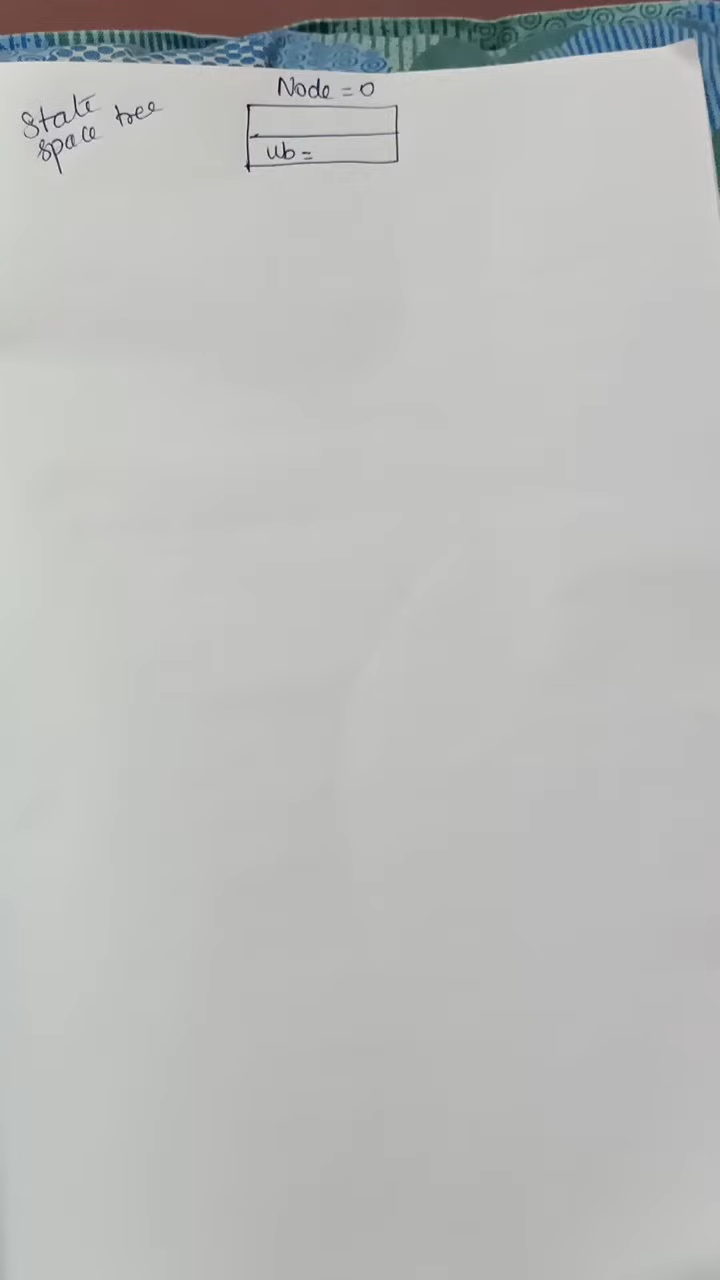 State
space tree
Node = 0
ub =